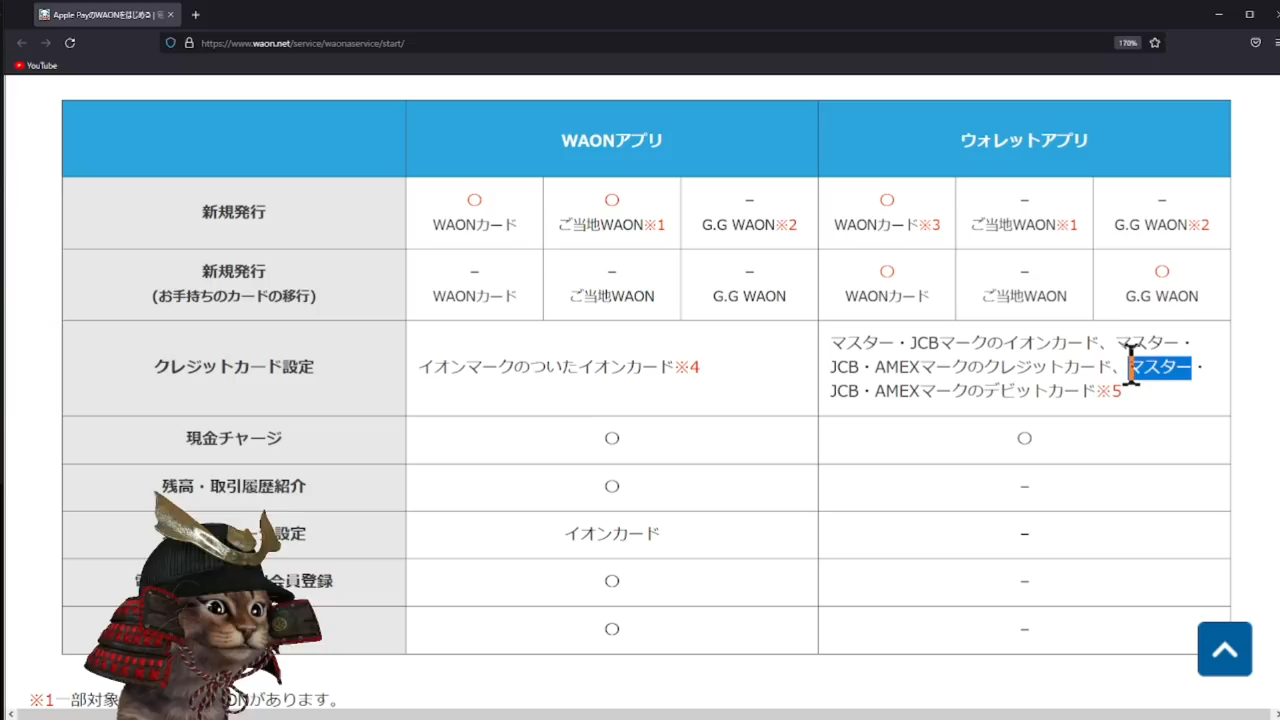 Apple PayのWAONをはじめる |
https://www.waon.net/service/waonaservice/start/
170%
YouTube
WAONアプリ
ウォレットアプリ
新規発行
○
WAONカード
○
ご当地WAON※1
－
G.G WAON※2
○
WAONカード※3
－
ご当地WAON※1
－
G.G WAON※2
新規発行
(お手持ちのカードの移行)
－
WAONカード
－
ご当地WAON
－
G.G WAON
○
WAONカード
－
ご当地WAON
○
G.G WAON
クレジットカード設定
イオンマークのついたイオンカード※4
マスター・JCBマークのイオンカード、マスター・
JCB・AMEXマークのクレジットカード、マスター・
JCB・AMEXマークのデビットカード※5
現金チャージ
○
○
残高・取引履歴紹介
○
－
設定
イオンカード
－
会員登録
○
－
○
－
※1一部対象
があります。